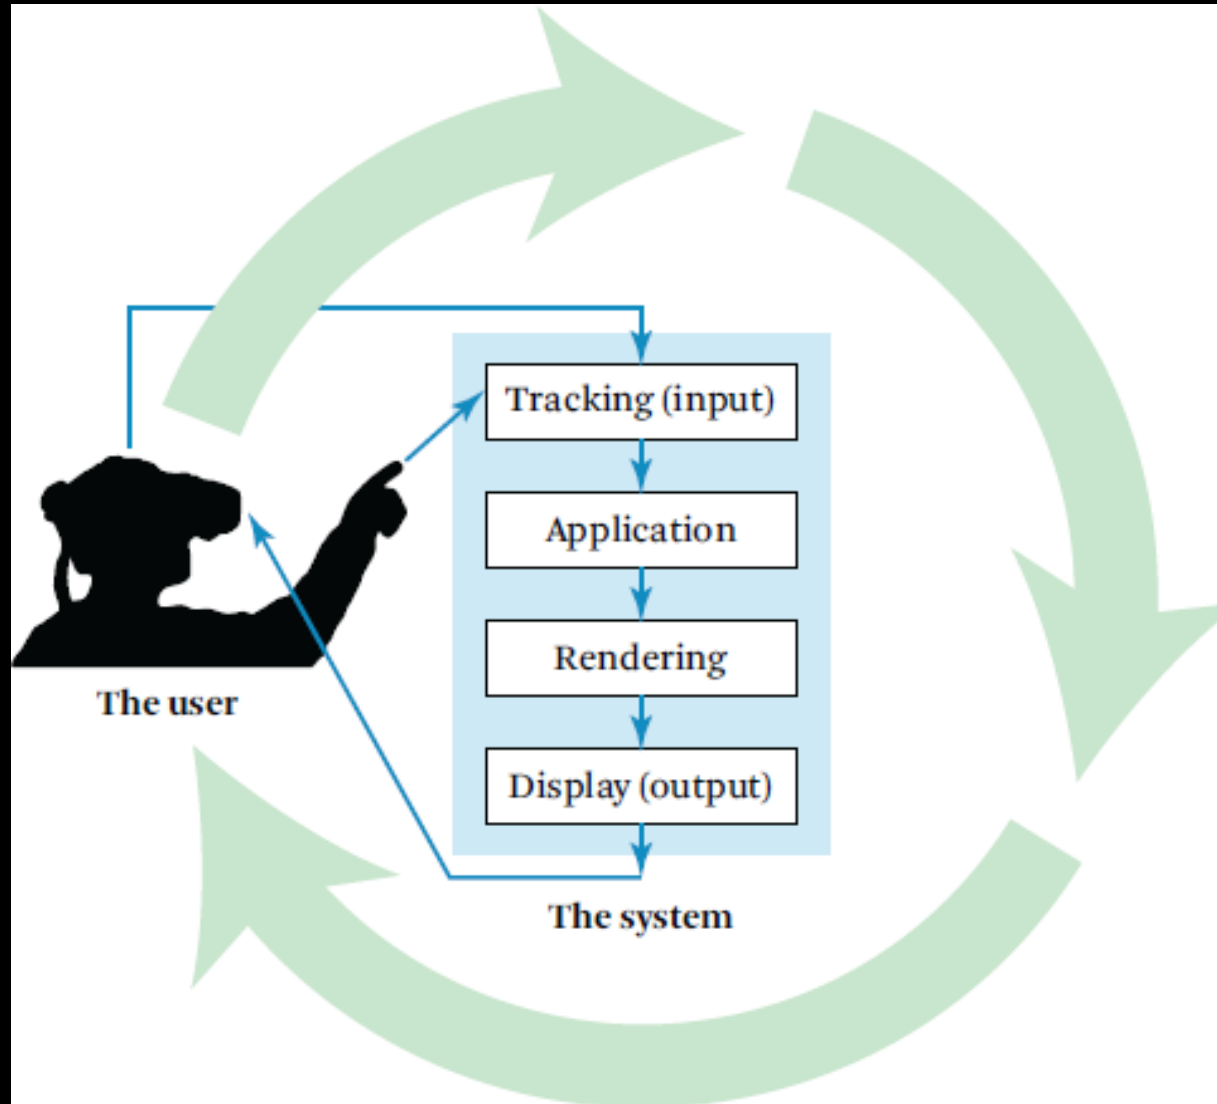 Tracking (input)
Application
Rendering
The user
Display (output)
The system